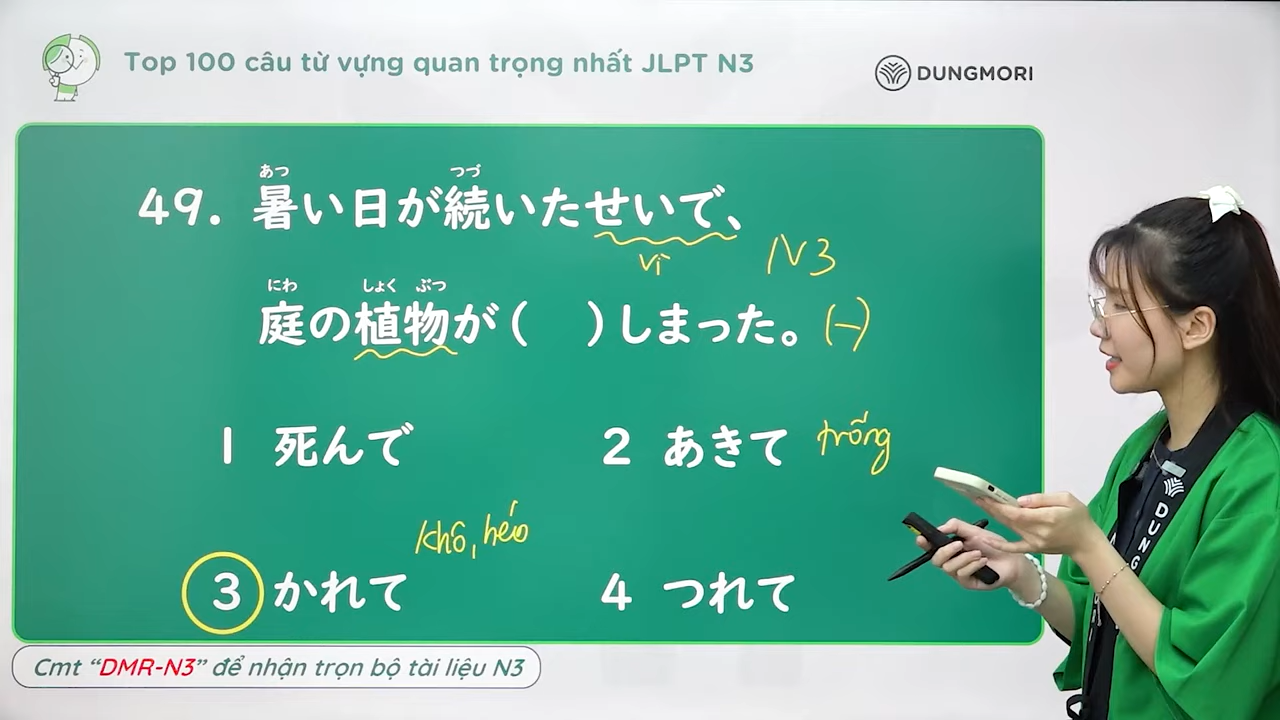 Top 100 câu từ vựng quan trọng nhất JLPT N3
DUNGMORI
あつ つづ
49. 暑い日が続いたせいで、
vì N3
にわ しょく ぶつ
庭の植物が( )しまった。(−)
1 死んで
2 あきて trống
khô, héo
3 かれて
4 つれて
Cmt “DMR-N3” để nhận trọn bộ tài liệu N3
DUNG